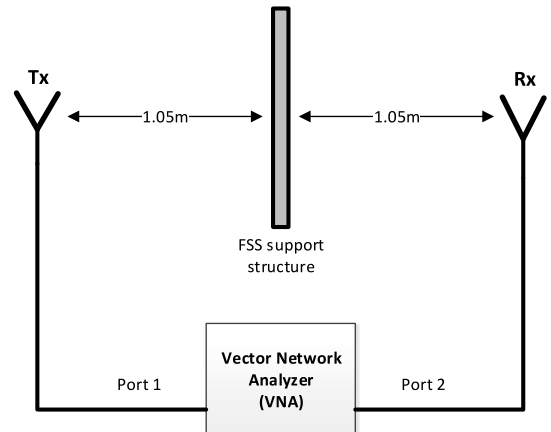 Tx
Rx
1.05m
1.05m
FSS support
structure
Vector Network
Analyzer
(VNA)
Port 1
Port 2